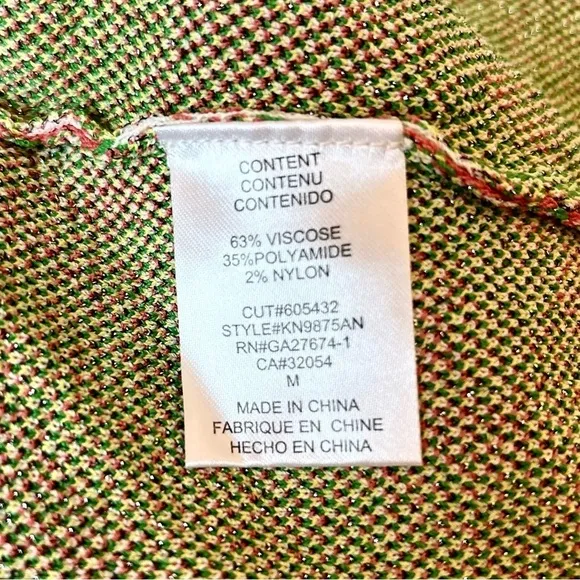 CONTENT
CONTENU
CONTENIDO
63% VISCOSE
35%POLYAMIDE
2% NYLON
CUT#605432
STYLE#KN9875AN
RN#GA27674-1
CA#32054
M
MADE IN CHINA
FABRIQUE EN CHINE
HECHO EN CHINA